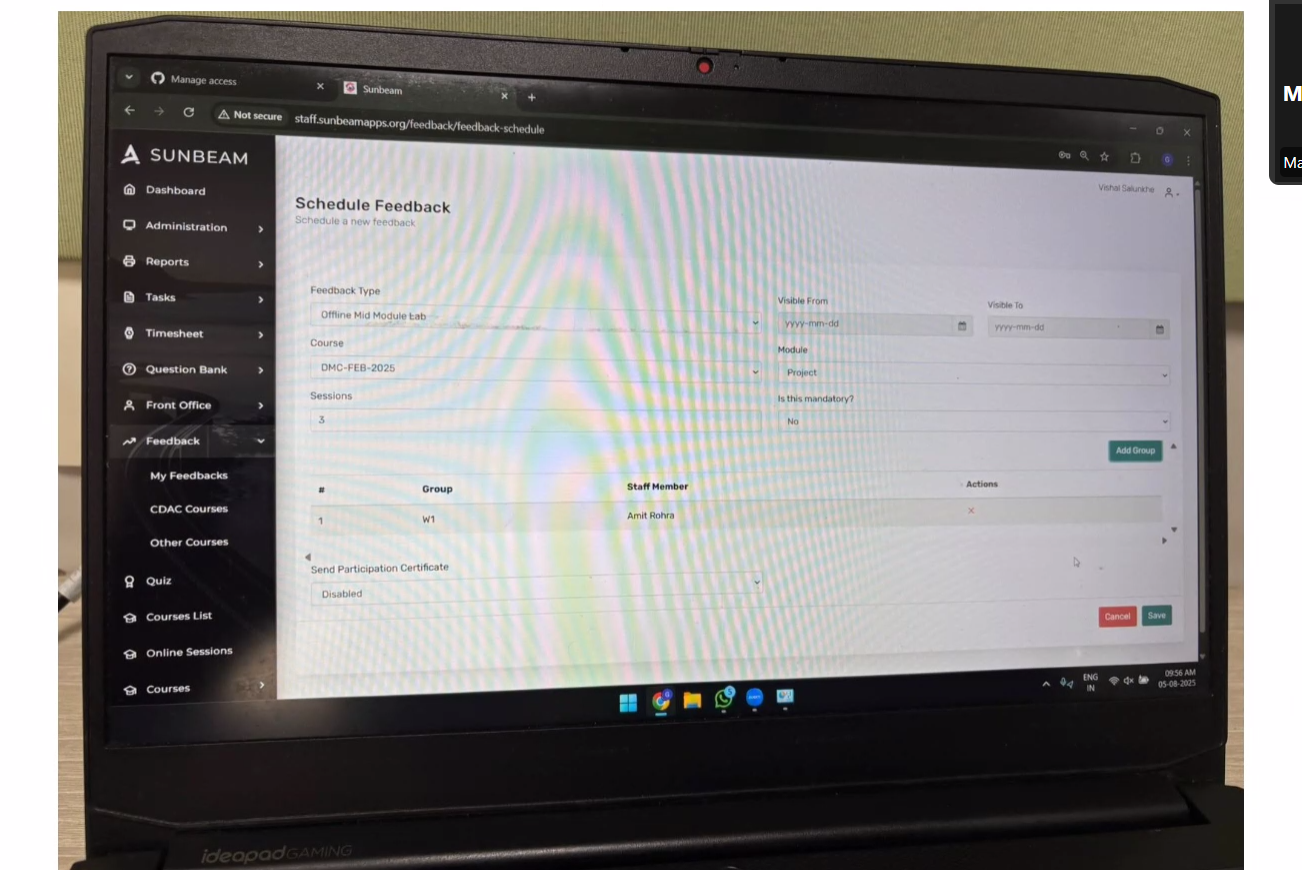 Manage access
Sunbeam
Not secure staff.sunbeamapps.org/feedback/feedback-schedule
SUNBEAM
Dashboard
Administration
Reports
Tasks
Timesheet
Question Bank
Front Office
Feedback
My Feedbacks
CDAC Courses
Other Courses
Quiz
Courses List
Online Sessions
Courses
Vishal Salunkhe
Schedule Feedback
Schedule a new feedback
Feedback Type
Offline Mid Module Lab
Visible From
yyyy-mm-dd
Visible To
yyyy-mm-dd
Course
DMC-FEB-2025
Module
Project
Sessions
3
Is this mandatory?
No
Add Group
# Group Staff Member Actions
1 W1 Amit Rohra
Send Participation Certificate
Disabled
Cancel Save
ENG
IN
09:56 AM
05-08-2025
ideapad GAMING
M
Ma